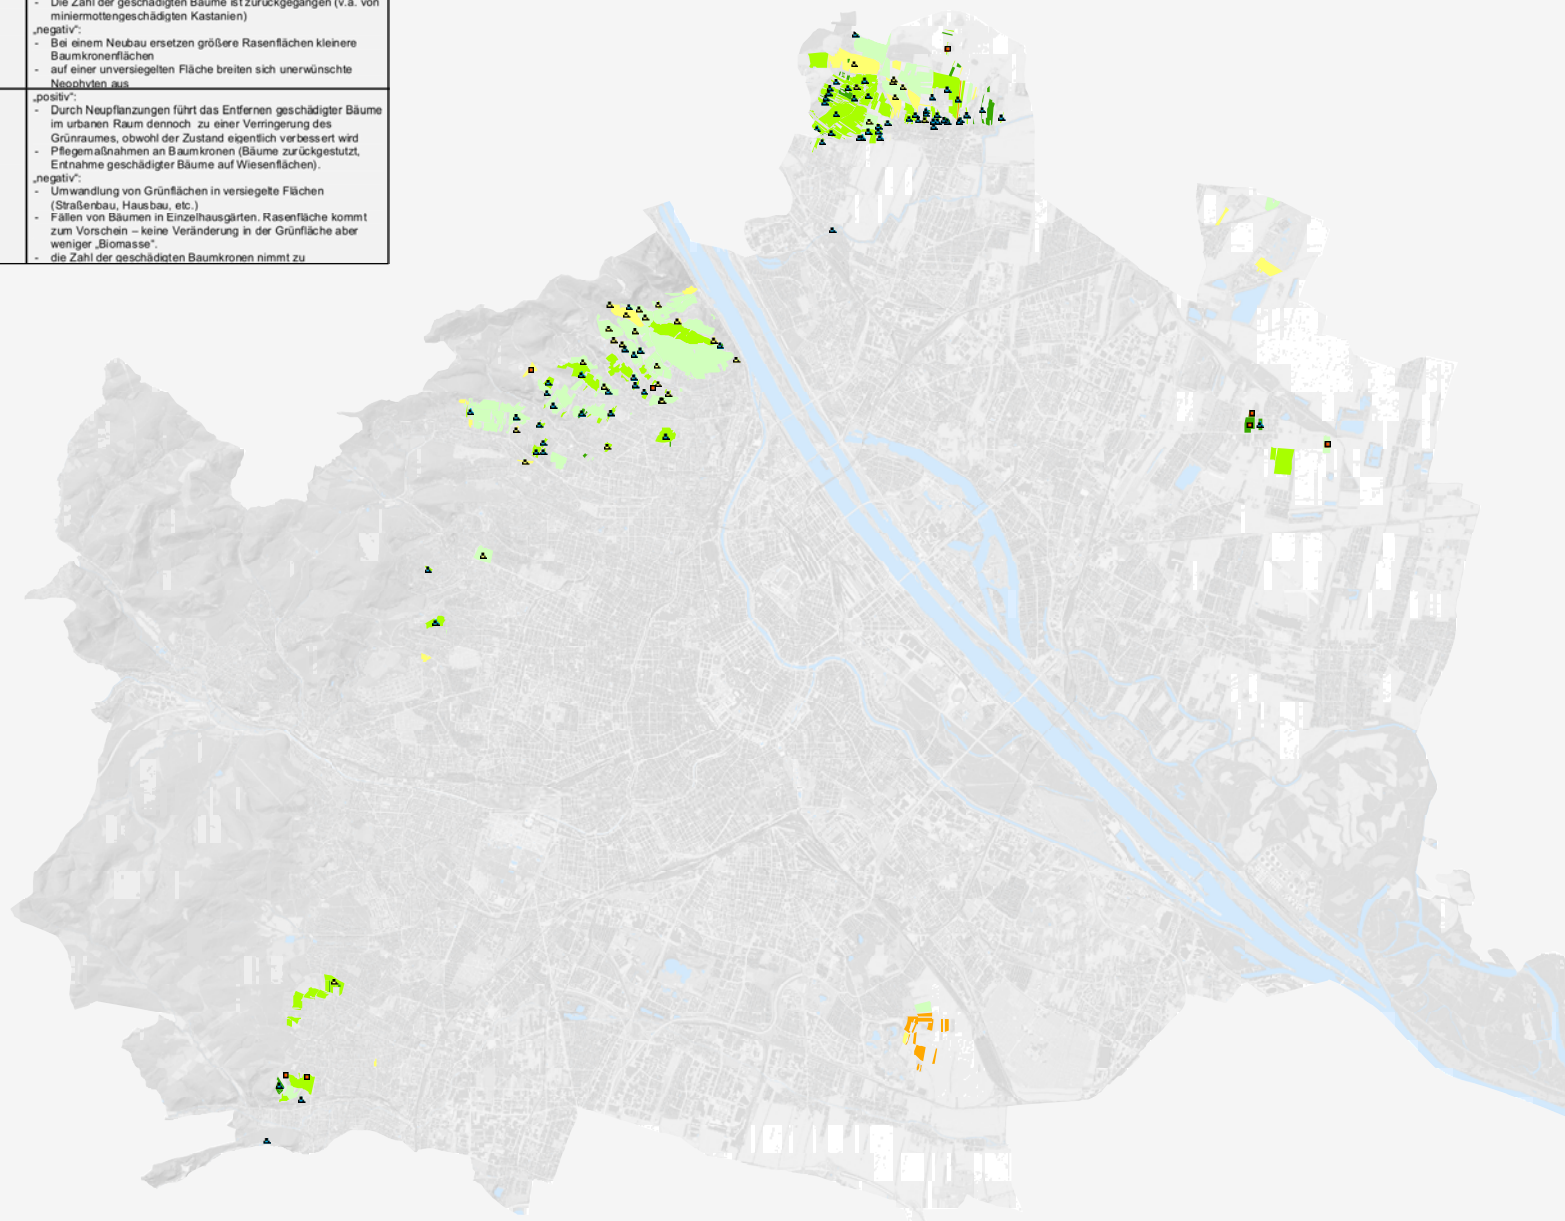 - Die Zahl der geschädigten Bäume ist zurückgegangen (v.a. von
miniermottengeschädigten Kastanien)
„negativ“:
- Bei einem Neubau ersetzen größere Rasenflächen kleinere
Baumkronenflächen
- auf einer unversiegelten Fläche breiten sich unerwünschte
Neophyten aus
„positiv“:
- Durch Neupflanzungen führt das Entfernen geschädigter Bäume
im urbanen Raum dennoch zu einer Verringerung des
Grünraumes, obwohl der Zustand eigentlich verbessert wird
- Pflegemaßnahmen an Baumkronen (Bäume zurückgestutzt,
Entnahme geschädigter Bäume auf Wiesenflächen).
„negativ“:
- Umwandlung von Grünflächen in versiegelte Flächen
(Straßenbau, Hausbau, etc.)
- Fällen von Bäumen in Einzelhausgärten. Rasenfläche kommt
zum Vorschein – keine Veränderung in der Grünfläche aber
weniger „Biomasse“.
- die Zahl der geschädigten Baumkronen nimmt zu